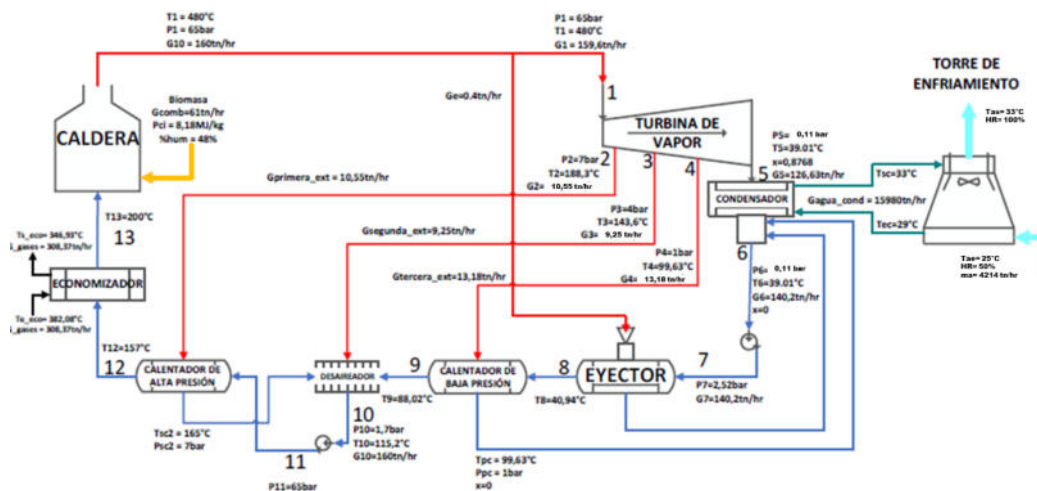 T1 = 480°C
P1 = 65bar
G10 = 160tn/hr
P1 = 65bar
T1 = 480°C
G1 = 159,6tn/hr
TORRE DE
ENFRIAMIENTO
Biomasa
Gcomb=61tn/hr
Pci = 8,18MJ/kg
%hum = 48%
CALDERA
Ge=0.4tn/hr
1
TURBINA DE
VAPOR
Tas= 33°C
HR= 100%
2
3
4
5
P5= 0,11 bar
T5=39.01°C
x=0,8768
G5=126,63tn/hr
P2=7bar
T2=188,3°C
G2= 10,55 tn/hr
Gprimera_ext = 10,55tn/hr
CONDENSADOR
Tsc=33°C
Gagua_cond = 15980tn/hr
Tec=29°C
T13=200°C
13
P3=4bar
T3=143,6°C
G3= 9,25 tn/hr
Gsegunda_ext=9,25tn/hr
6
Ts_eco= 346,93°C
_gases = 308,37tn/hr
P4=1bar
T4=99,63°C
G4= 13,18 tn/hr
Gtercera_ext=13,18tn/hr
P6= 0,11 bar
T6=39.01°C
G6=140,2tn/hr
x=0
Tae= 25°C
HR= 50%
ma= 4214 tn/hr
ECONOMIZADOR
Te_eco= 382,08°C
_gases = 308,37tn/hr
T12=157°C
12
CALENTADOR DE
ALTA PRESIÓN
DESAIREADOR
9
CALENTADOR DE
BAJA PRESIÓN
8
EYECTOR
7
T9=88,02°C
T8=40,94°C
P7=2,52bar
G7=140,2tn/hr
Tsc2 = 165°C
Psc2 = 7bar
10
P10=1,7bar
T10=115,2°C
G10=160tn/hr
11
P11=65bar
Tpc = 99,63°C
Ppc = 1bar
x=0